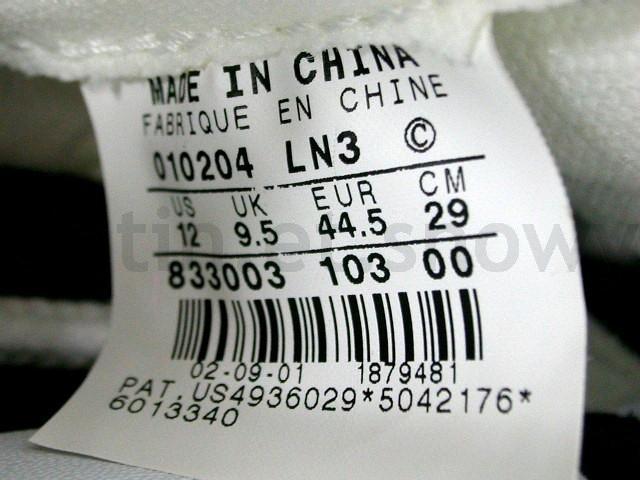 MADE IN CHINA
FABRIQUE EN CHINE
010204 LN3 ©
US UK EUR CM
12 9.5 44.5 29
833003 103 00
02-09-01 1879481
PAT.US4936029*5042176*
6013340